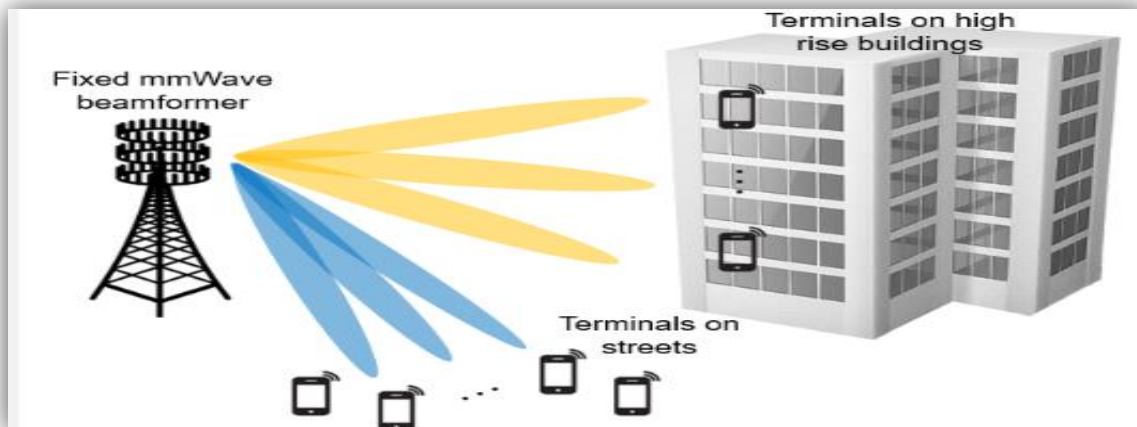 Terminals on high
rise buildings
Fixed mmWave
beamformer
Terminals on
streets